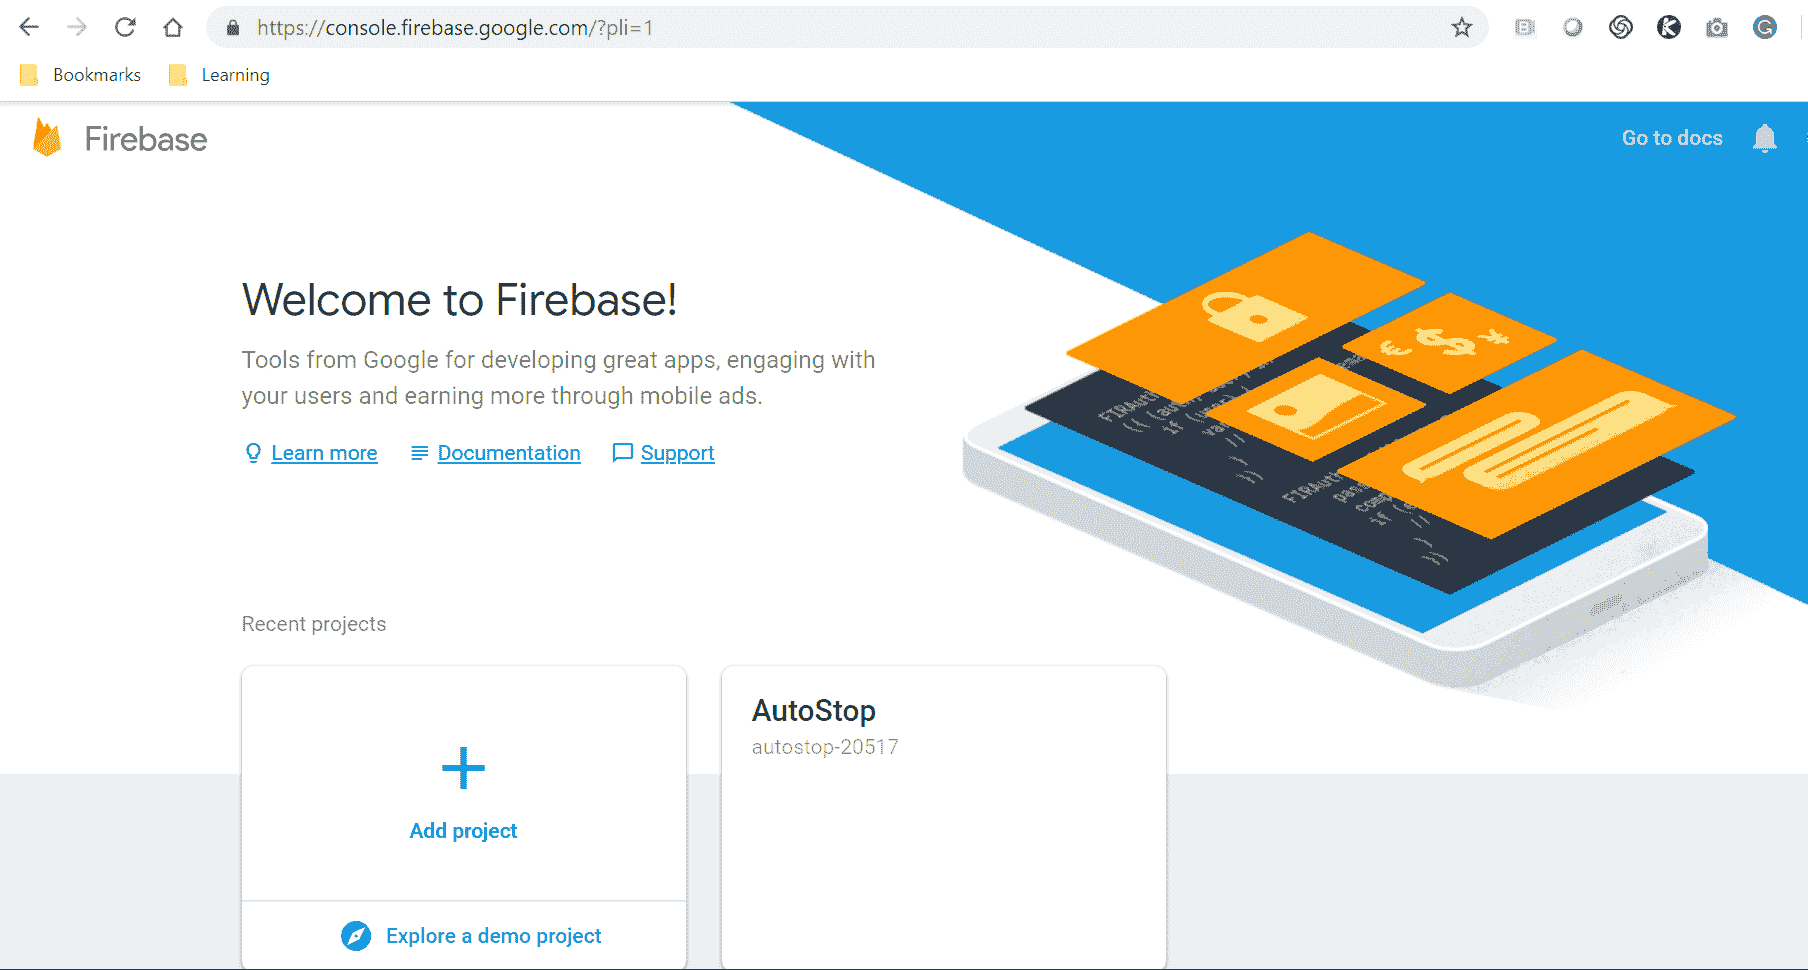 https://console.firebase.google.com/?pli=1
Bookmarks
Learning
Firebase
Go to docs
Welcome to Firebase!
Tools from Google for developing great apps, engaging with
your users and earning more through mobile ads.
Learn more
Documentation
Support
Recent projects
Add project
Explore a demo project
AutoStop
autostop-20517